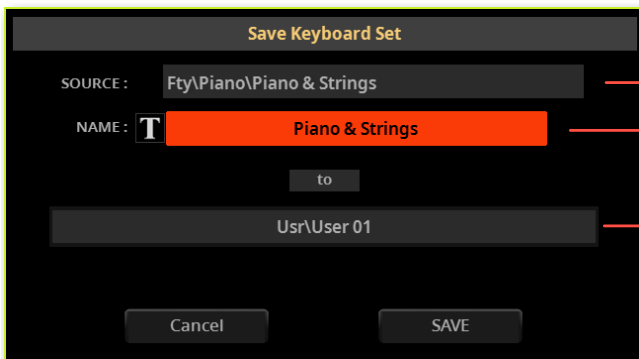 Save Keyboard Set
SOURCE : Fty\Piano\Piano & Strings
NAME : T Piano & Strings
to
Usr\User 01
Cancel SAVE